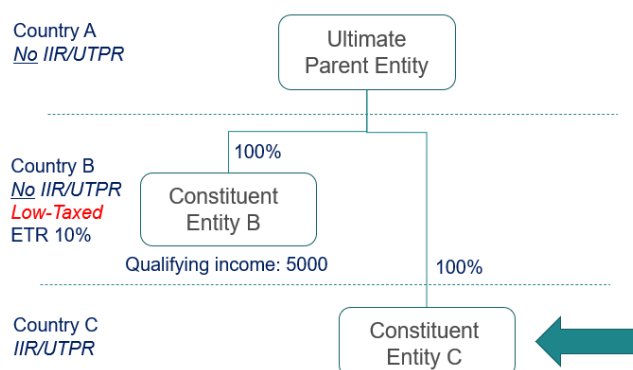 Country A
No IIR/UTPR
Ultimate
Parent Entity
100%
Country B
No IIR/UTPR
Low-Taxed
ETR 10%
Constituent
Entity B
Qualifying income: 5000
100%
Country C
IIR/UTPR
Constituent
Entity C